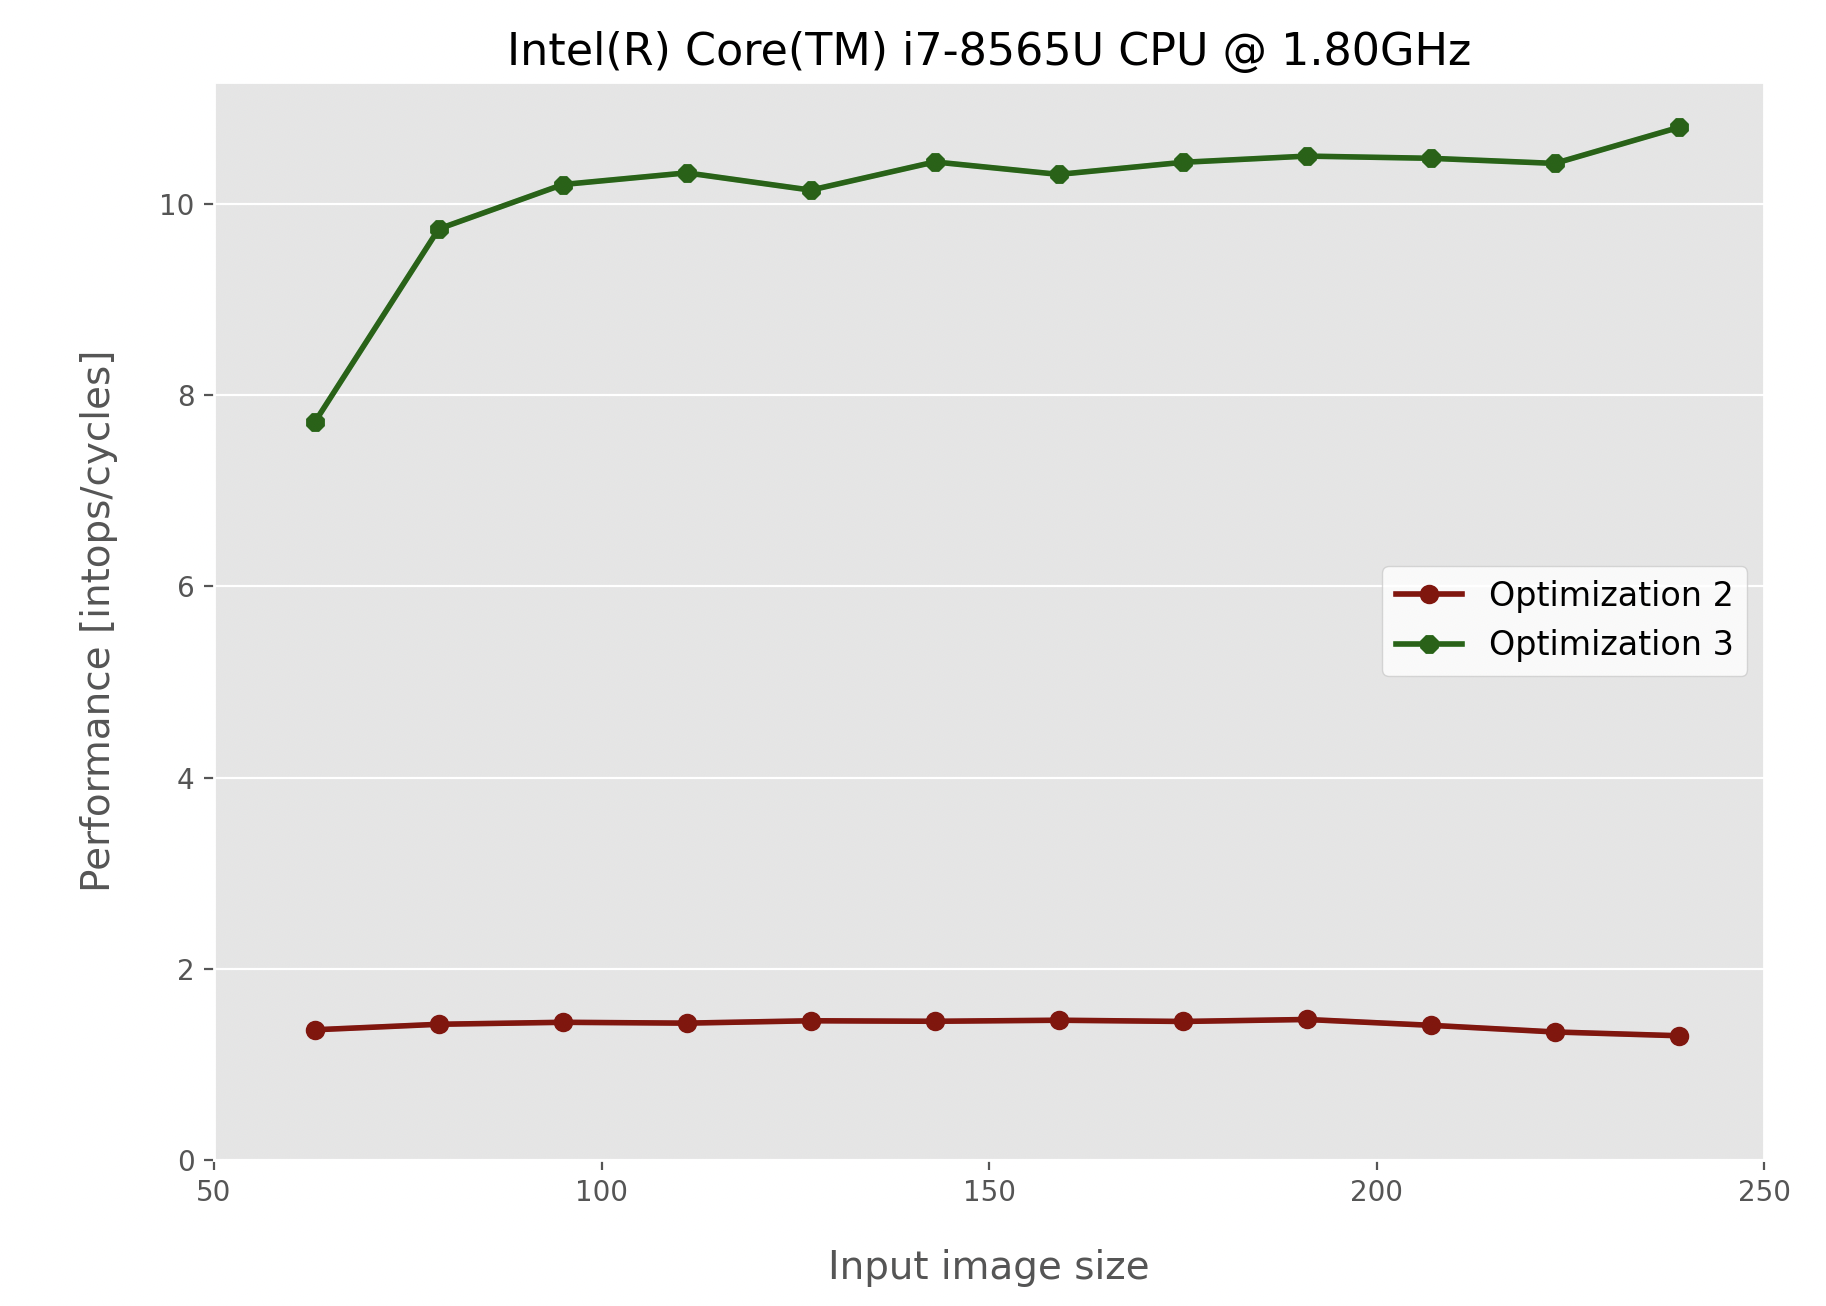 Intel(R) Core(TM) i7-8565U CPU @ 1.80GHz
Performance [intops/cycles]
10
8
6
4
2
0
Optimization 2
Optimization 3
50 100 150 200 250
Input image size